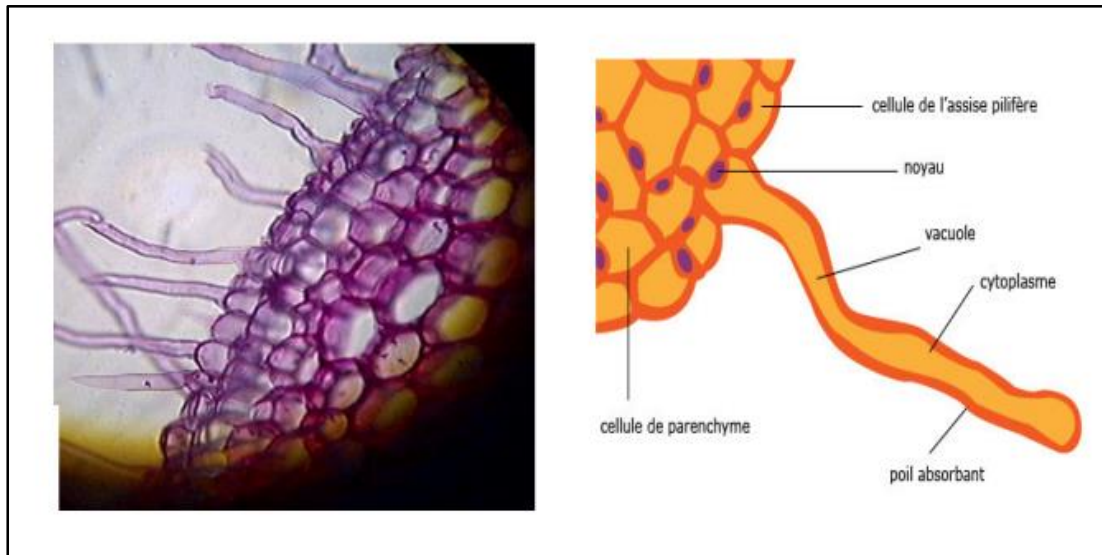 cellule de l'assise pilifère
noyau
vacuole
cytoplasme
cellule de parenchyme
poil absorbant